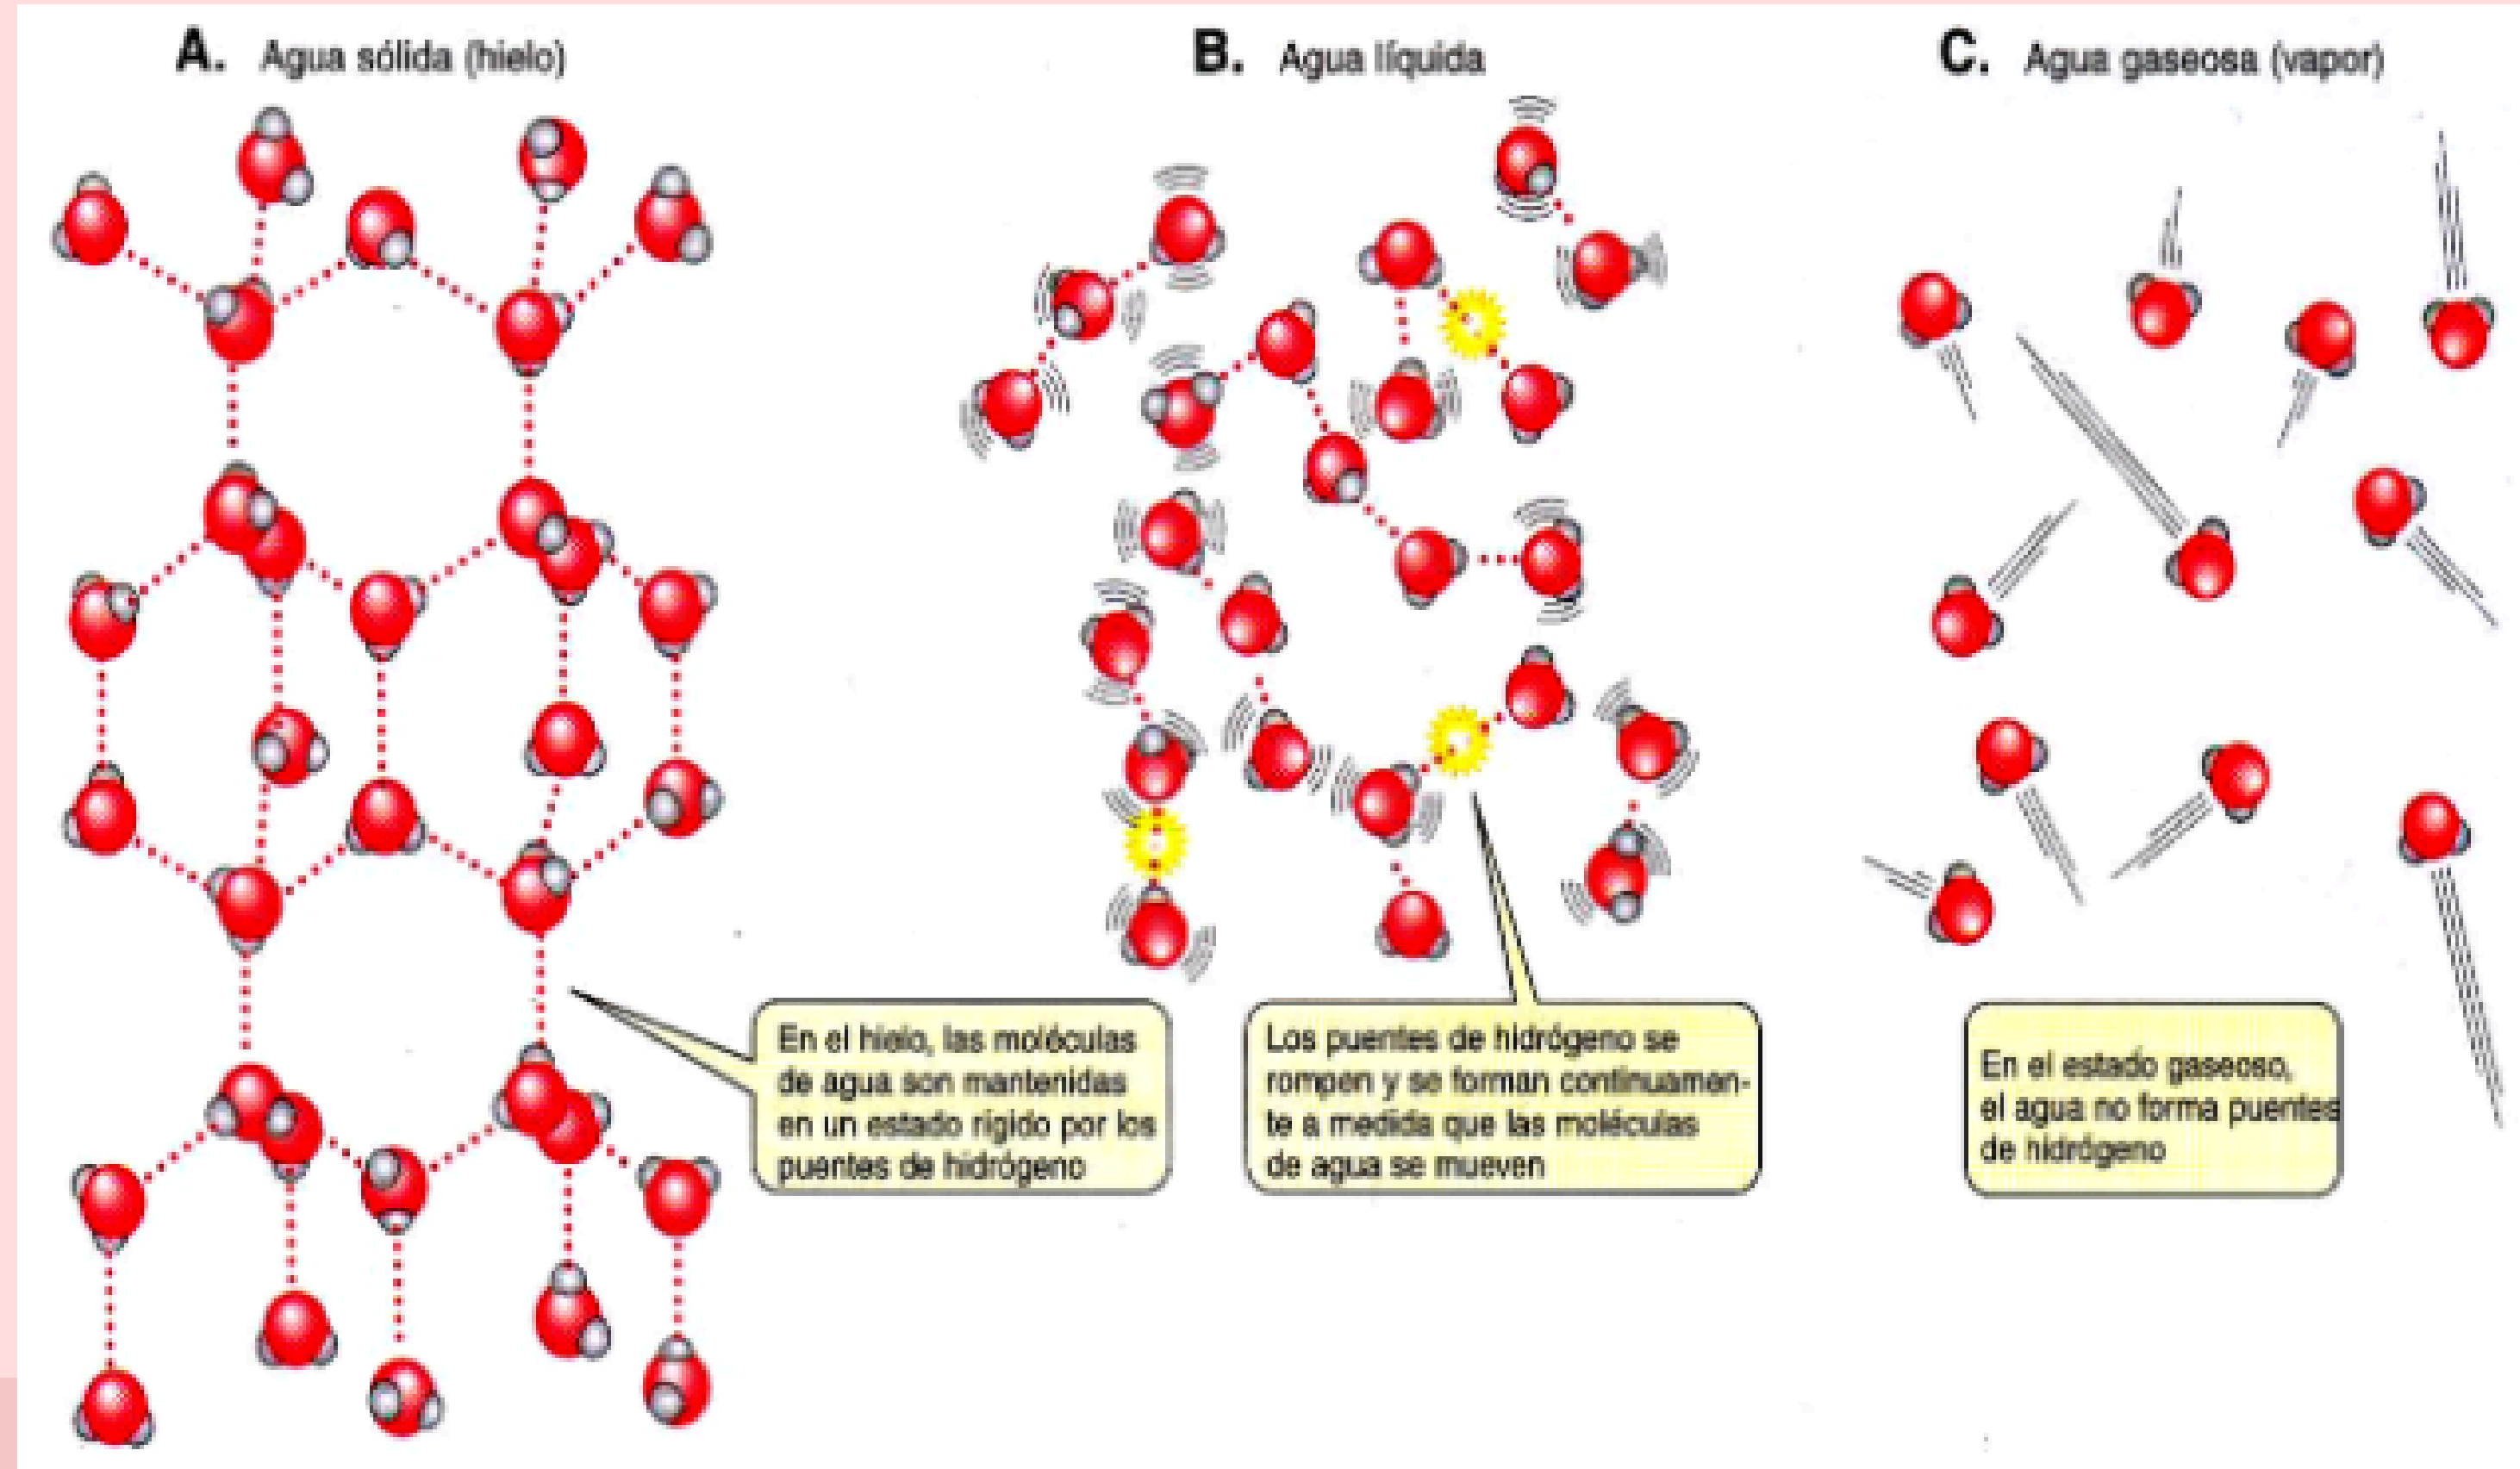 A. Agua sólida (hielo)
B. Agua líquida
C. Agua gaseosa (vapor)
En el hielo, las moléculas
de agua son mantenidas
en un estado rígido por los
puentes de hidrógeno
Los puentes de hidrógeno se
rompen y se forman continuamen-
te a medida que las moléculas
de agua se mueven
En el estado gaseoso,
el agua no forma puentes
de hidrógeno